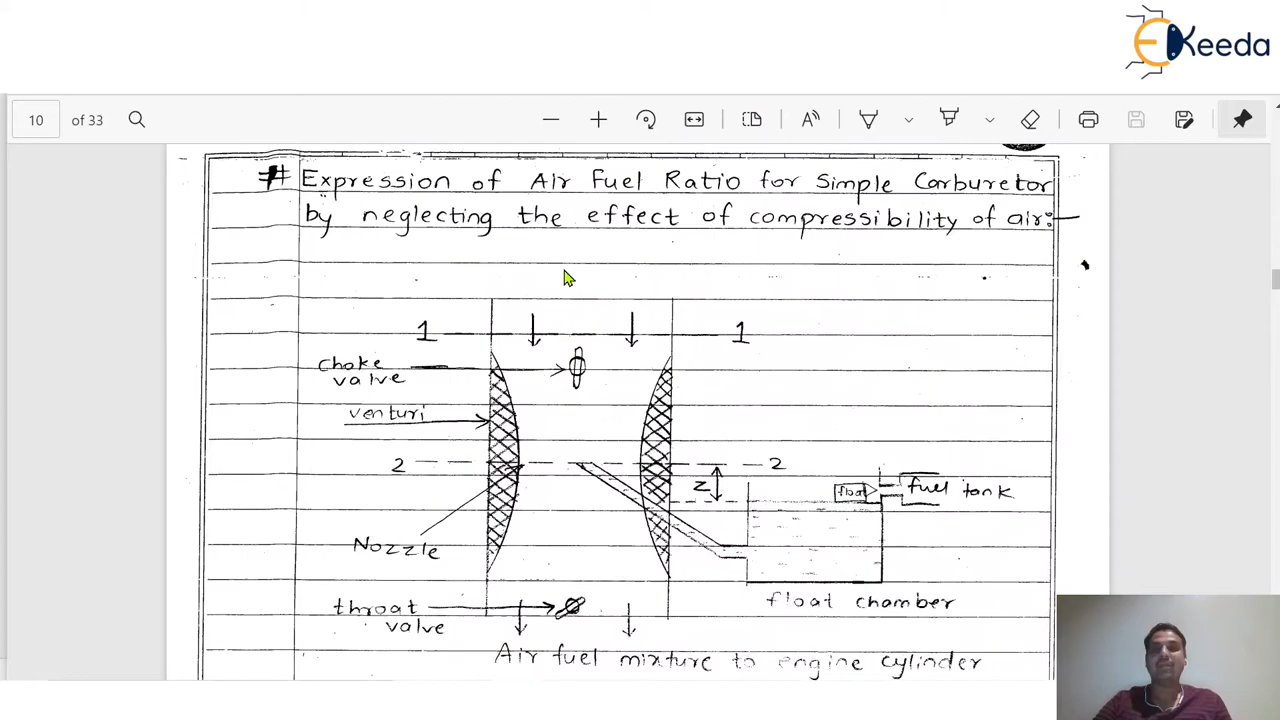 EKeeda
10 of 33
# Expression of Air Fuel Ratio for Simple Carburetor
by neglecting the effect of compressibility of air:-
1 1
choke
valve
venturi
2 2
Z
float
fuel tank
Nozzle
float chamber
throat
valve
Air fuel mixture to engine cylinder